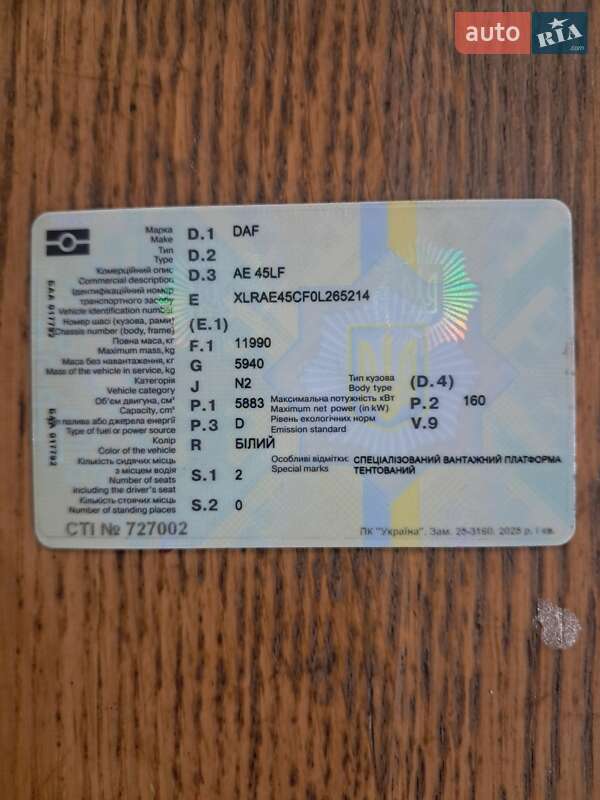 auto RIA .com
Марка D.1 DAF
Make
Тип D.2
Type
Комерційний опис D.3 AE 45LF
Commercial description
Ідентифікаційний номер
транспортного засобу E XLRAE45CF0L265214
Vehicle identification number
Номер шасі (кузова, рами) (E.1)
Chassis number (body, frame)
Повна маса, кг F.1 11990
Maximum mass, kg
Маса без навантаження, кг G 5940
Mass of the vehicle in service, kg
Категорія J N2 Тип кузова (D.4)
Vehicle category Body type
Об'єм двигуна, см³ P.1 5883 Максимальна потужність кВт P.2 160
Capacity, cm³ Maximum net power (in kW)
Тип палива або джерела енергії P.3 D Рівень екологічних норм V.9
Type of fuel or power source Emission standard
Колір R БІЛИЙ
Color of the vehicle
Кількість сидячих місць Особливі відмітки: СПЕЦІАЛІЗОВАНИЙ ВАНТАЖНИЙ ПЛАТФОРМА
з місцем водія S.1 2 Special marks ТЕНТОВАНИЙ
Number of seats
including the driver's seat
Кількість стоячих місць S.2 0
Number of standing places
СТІ № 727002
ПК "Україна". Зам. 25-3160. 2025 р. I кв.
БАА 017792
БАА 017792